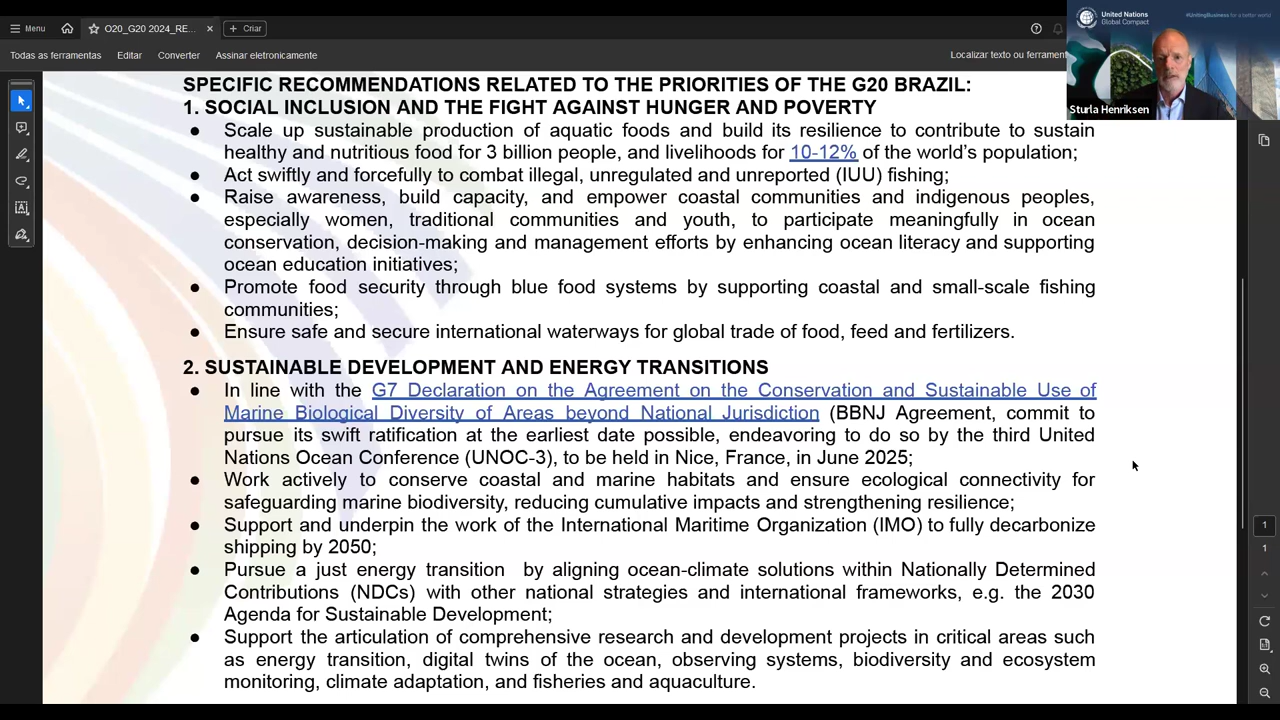 Menu
O20_G20 2024_RE...
Criar
United Nations
Global Compact
#UnitingBusiness for a better world
Todas as ferramentas
Editar
Converter
Assinar eletronicamente
Localizar texto ou ferrament
Sturla Henriksen
SPECIFIC RECOMMENDATIONS RELATED TO THE PRIORITIES OF THE G20 BRAZIL:
1. SOCIAL INCLUSION AND THE FIGHT AGAINST HUNGER AND POVERTY
● Scale up sustainable production of aquatic foods and build its resilience to contribute to sustain
healthy and nutritious food for 3 billion people, and livelihoods for 10-12% of the world's population;
● Act swiftly and forcefully to combat illegal, unregulated and unreported (IUU) fishing;
● Raise awareness, build capacity, and empower coastal communities and indigenous peoples,
especially women, traditional communities and youth, to participate meaningfully in ocean
conservation, decision-making and management efforts by enhancing ocean literacy and supporting
ocean education initiatives;
● Promote food security through blue food systems by supporting coastal and small-scale fishing
communities;
● Ensure safe and secure international waterways for global trade of food, feed and fertilizers.
2. SUSTAINABLE DEVELOPMENT AND ENERGY TRANSITIONS
● In line with the G7 Declaration on the Agreement on the Conservation and Sustainable Use of
Marine Biological Diversity of Areas beyond National Jurisdiction (BBNJ Agreement, commit to
pursue its swift ratification at the earliest date possible, endeavoring to do so by the third United
Nations Ocean Conference (UNOC-3), to be held in Nice, France, in June 2025;
● Work actively to conserve coastal and marine habitats and ensure ecological connectivity for
safeguarding marine biodiversity, reducing cumulative impacts and strengthening resilience;
● Support and underpin the work of the International Maritime Organization (IMO) to fully decarbonize
shipping by 2050;
● Pursue a just energy transition by aligning ocean-climate solutions within Nationally Determined
Contributions (NDCs) with other national strategies and international frameworks, e.g. the 2030
Agenda for Sustainable Development;
● Support the articulation of comprehensive research and development projects in critical areas such
as energy transition, digital twins of the ocean, observing systems, biodiversity and ecosystem
monitoring, climate adaptation, and fisheries and aquaculture.
1
1